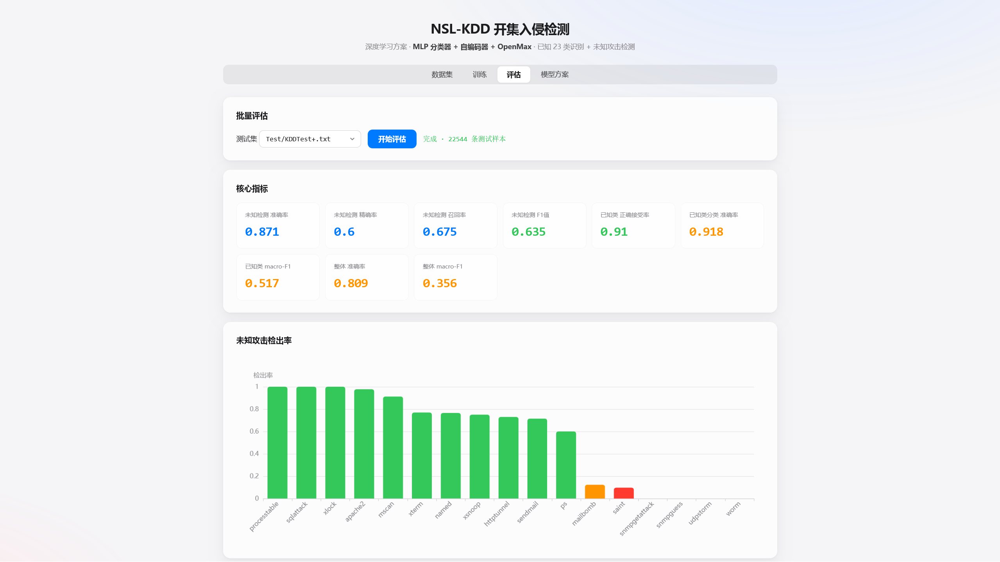 NSL-KDD 开集入侵检测
深度学习方案 · MLP 分类器 + 自编码器 + OpenMax · 已知 23 类识别 + 未知攻击检测
数据集 训练 评估 模型方案
批量评估
测试集 Test/KDDTest+.txt 开始评估 完成 · 22544 条测试样本
核心指标
未知检测 准确率
0.871
未知检测 精确率
0.6
未知检测 召回率
0.675
未知检测 F1值
0.635
已知类 正确接受率
0.91
已知类分类 准确率
0.918
已知类 macro-F1
0.517
整体 准确率
0.809
整体 macro-F1
0.356
未知攻击检出率
检出率
1
0.8
0.6
0.4
0.2
0
processtable
sqlattack
xlock
apache2
mscan
xterm
named
xsnoop
httptunnel
sendmail
ps
mailbomb
saint
snmpgetattack
snmpguess
udpstorm
worm